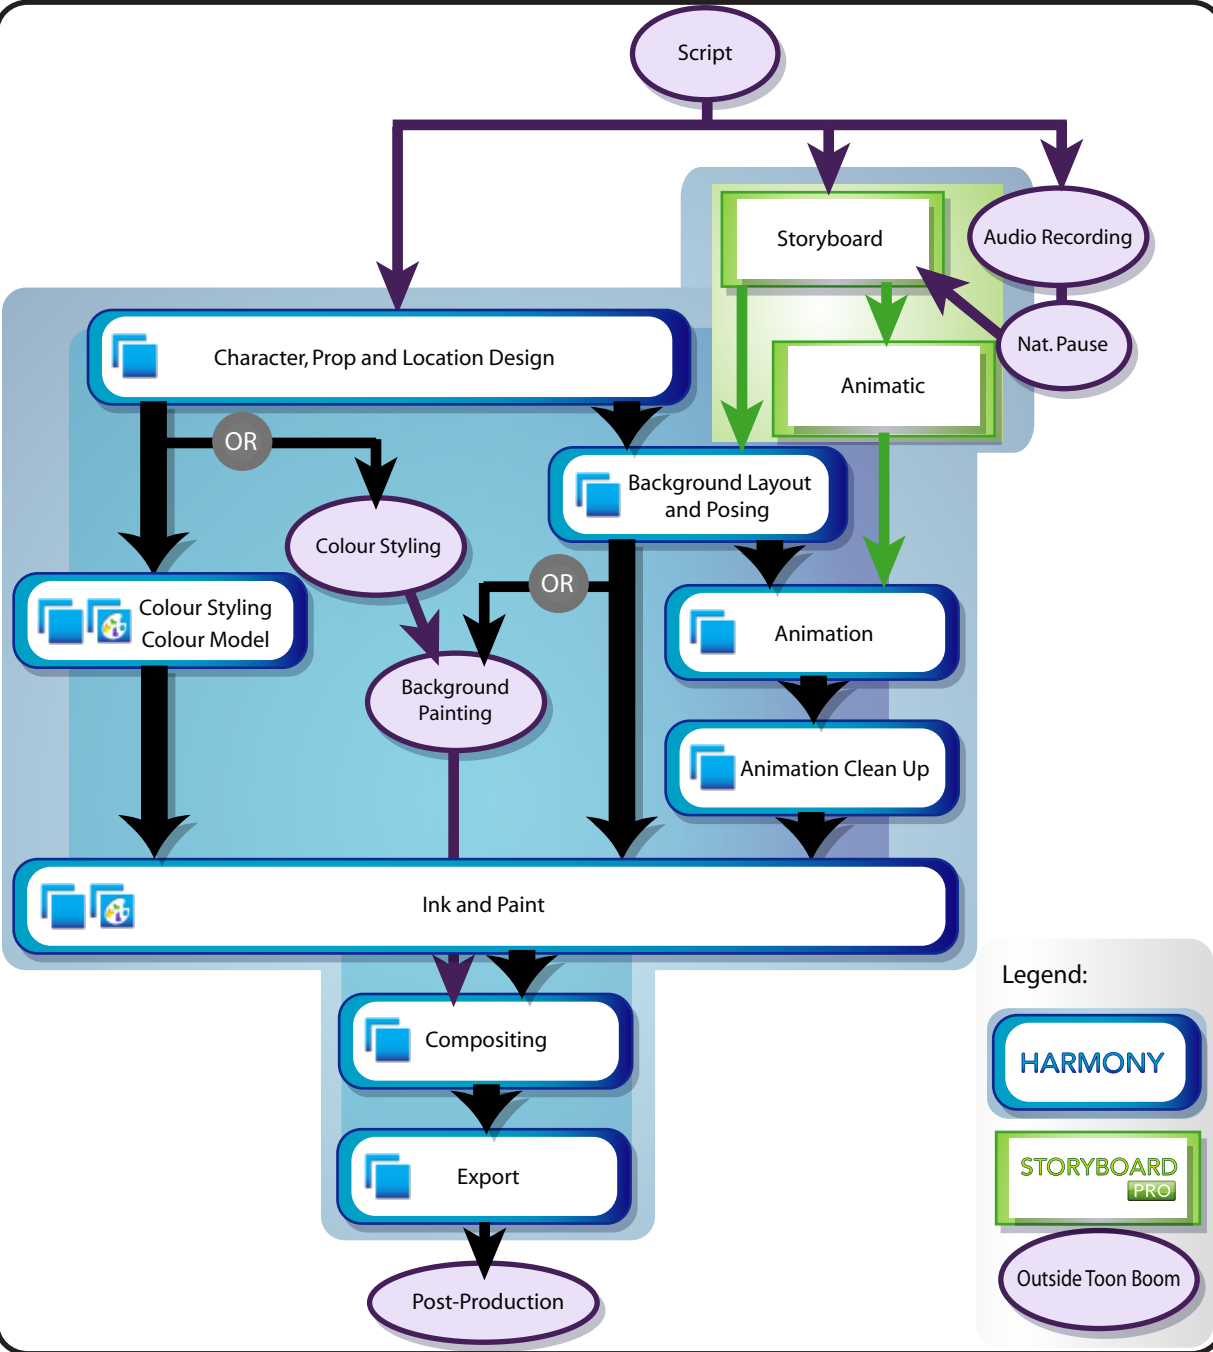 Script
Storyboard
Audio Recording
Nat. Pause
Character, Prop and Location Design
Animatic
OR
Background Layout
and Posing
Colour Styling
OR
Colour Styling
Colour Model
Animation
Background
Painting
Animation Clean Up
Ink and Paint
Compositing
Export
Post-Production
Legend:
HARMONY
STORYBOARD
PRO
Outside Toon Boom